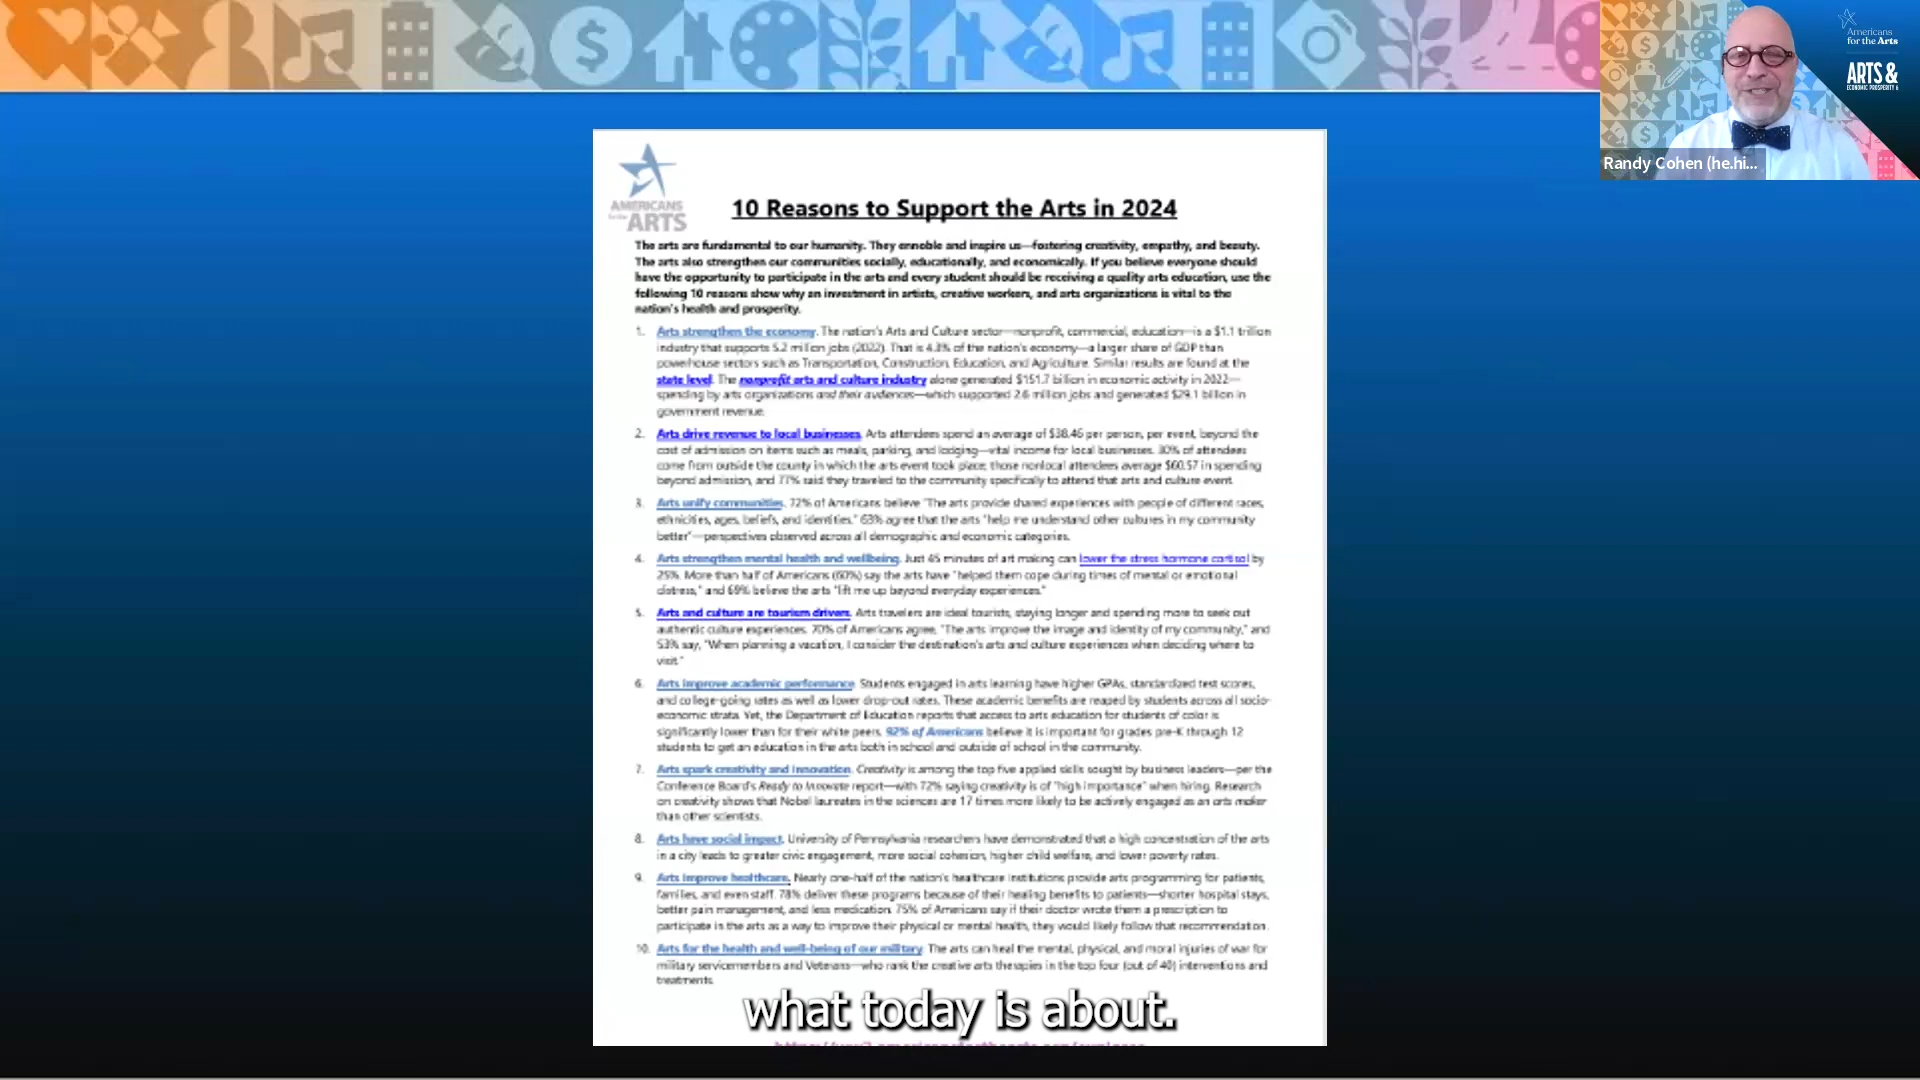 Americans
for the Arts
ARTS &
ECONOMIC PROSPERITY 6
Randy Cohen (he.hi...
AMERICANS
for the
ARTS
10 Reasons to Support the Arts in 2024
The arts are fundamental to our humanity. They ennoble and inspire us—fostering creativity, empathy, and beauty.
The arts also strengthen our communities socially, educationally, and economically. If you believe everyone should
have the opportunity to participate in the arts and every student should be receiving a quality arts education, use the
following 10 reasons show why an investment in artists, creative workers, and arts organizations is vital to the
nation's health and prosperity.
1. Arts strengthen the economy. The nation's Arts and Culture sector—nonprofit, commercial, education—is a $1.1 trillion
industry that supports 5.2 million jobs (2022). That is 4.3% of the nation's economy—a larger share of GDP than
powerhouse sectors such as Transportation, Construction, Education, and Agriculture. Similar results are found at the
state level. The nonprofit arts and culture industry alone generated $151.7 billion in economic activity in 2022—
spending by arts organizations and their audiences—which supported 2.6 million jobs and generated $29.1 billion in
government revenue.
2. Arts drive revenue to local businesses. Arts attendees spend an average of $38.46 per person, per event, beyond the
cost of admission on items such as meals, parking, and lodging—vital income for local businesses. 30% of attendees
come from outside the county in which the arts event took place; those nonlocal attendees average $60.57 in spending
beyond admission, and 77% said they traveled to the community specifically to attend that arts and culture event.
3. Arts unify communities. 72% of Americans believe "The arts provide shared experiences with people of different races,
ethnicities, ages, beliefs, and identities." 63% agree that the arts "help me understand other cultures in my community
better"—perspectives observed across all demographic and economic categories.
4. Arts strengthen mental health and wellbeing. Just 45 minutes of art making can lower the stress hormone cortisol by
25%. More than half of Americans (60%) say the arts have "helped them cope during times of mental or emotional
distress," and 69% believe the arts "lift me up beyond everyday experiences."
5. Arts and culture are tourism drivers. Arts travelers are ideal tourists, staying longer and spending more to seek out
authentic culture experiences. 70% of Americans agree, "The arts improve the image and identity of my community," and
53% say, "When planning a vacation, I consider the destination's arts and culture experiences when deciding where to
visit."
6. Arts improve academic performance. Students engaged in arts learning have higher GPAs, standardized test scores,
and college-going rates as well as lower drop-out rates. These academic benefits are reaped by students across all socio-
economic strata. Yet, the Department of Education reports that access to arts education for students of color is
significantly lower than for their white peers. 92% of Americans believe it is important for grades pre-K through 12
students to get an education in the arts both in school and outside of school in the community.
7. Arts spark creativity and innovation. Creativity is among the top five applied skills sought by business leaders—per the
Conference Board's Ready to Innovate report—with 72% saying creativity is of "high importance" when hiring. Research
on creativity shows that Nobel laureates in the sciences are 17 times more likely to be actively engaged as an arts maker
than other scientists.
8. Arts have social impact. University of Pennsylvania researchers have demonstrated that a high concentration of the arts
in a city leads to greater civic engagement, more social cohesion, higher child welfare, and lower poverty rates.
9. Arts improve healthcare. Nearly one-half of the nation's healthcare institutions provide arts programming for patients,
families, and even staff. 78% deliver these programs because of their healing benefits to patients—shorter hospital stays,
better pain management, and less medication. 75% of Americans say if their doctor wrote them a prescription to
participate in the arts as a way to improve their physical or mental health, they would likely follow that recommendation.
10. Arts for the health and well-being of our military. The arts can heal the mental, physical, and moral injuries of war for
military servicemembers and Veterans—who rank the creative arts therapies in the top four (out of 40) interventions and
treatments.
what today is about.